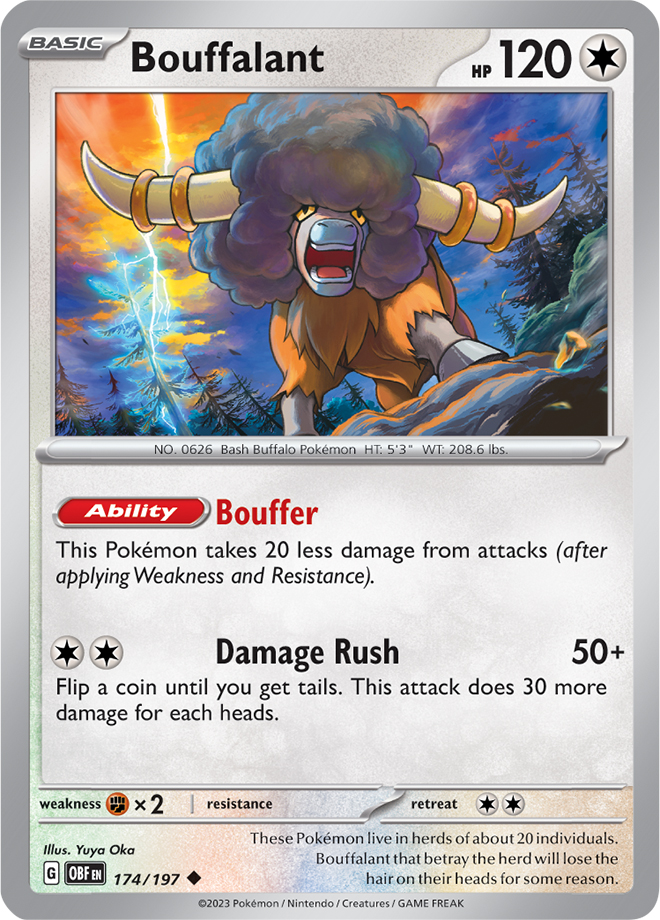 BASIC
Bouffalant
HP 120
NO. 0626 Bash Buffalo Pokémon HT: 5'3" WT: 208.6 lbs.
Ability Bouffer
This Pokémon takes 20 less damage from attacks (after
applying Weakness and Resistance).
Damage Rush 50+
Flip a coin until you get tails. This attack does 30 more
damage for each heads.
weakness ×2 resistance retreat
Illus. Yuya Oka
These Pokémon live in herds of about 20 individuals.
Bouffalant that betray the herd will lose the
hair on their heads for some reason.
G OBF EN 174/197
©2023 Pokémon / Nintendo / Creatures / GAME FREAK